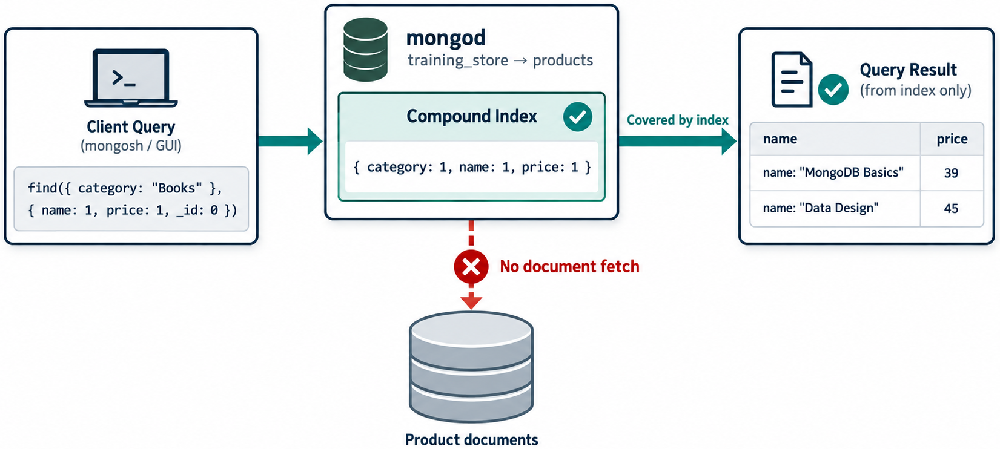 >_
Client Query
(mongosh / GUI)
find({ category: "Books" },
{ name: 1, price: 1, _id: 0 })
mongod
training_store → products
Compound Index
{ category: 1, name: 1, price: 1 }
Covered by index
Query Result
(from index only)
name price
name: "MongoDB Basics" 39
name: "Data Design" 45
No document fetch
Product documents